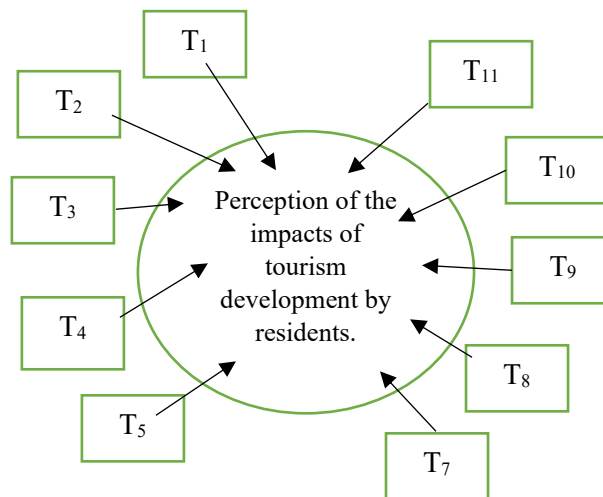 T1
T11
T2
T10
T3
Perception of the
impacts of
tourism
development by
residents.
T9
T4
T8
T5
T7